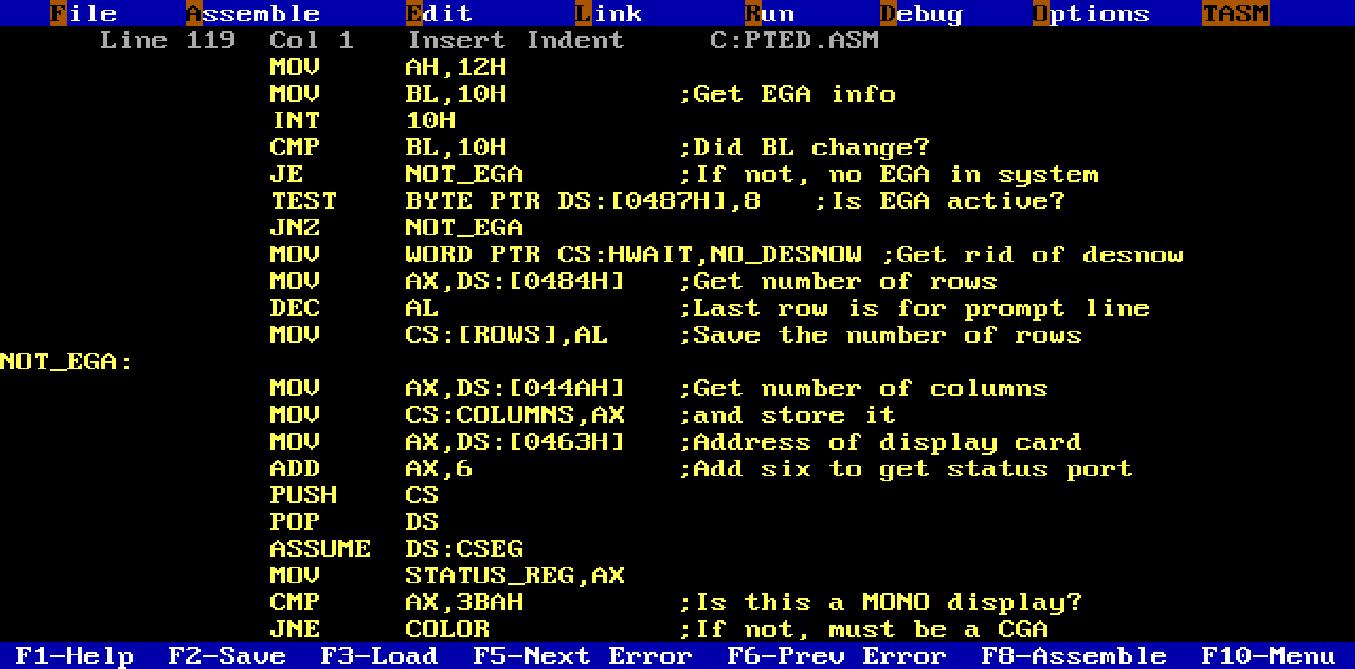 File Assemble Edit Link Run Debug Options TASM
Line 119 Col 1 Insert Indent C:PTED.ASM
MOV AH,12H
MOV BL,10H ;Get EGA info
INT 10H
CMP BL,10H ;Did BL change?
JE NOT_EGA ;If not, no EGA in system
TEST BYTE PTR DS:[0487H],8 ;Is EGA active?
JNZ NOT_EGA
MOV WORD PTR CS:HWAIT,NO_DESNOW ;Get rid of desnow
MOV AX,DS:[0484H] ;Get number of rows
DEC AL ;Last row is for prompt line
MOV CS:[ROWS],AL ;Save the number of rows
NOT_EGA:
MOV AX,DS:[044AH] ;Get number of columns
MOV CS:COLUMNS,AX ;and store it
MOV AX,DS:[0463H] ;Address of display card
ADD AX,6 ;Add six to get status port
PUSH CS
POP DS
ASSUME DS:CSEG
MOV STATUS_REG,AX
CMP AX,3BAH ;Is this a MONO display?
JNE COLOR ;If not, must be a CGA
F1-Help F2-Save F3-Load F5-Next Error F6-Prev Error F8-Assemble F10-Menu